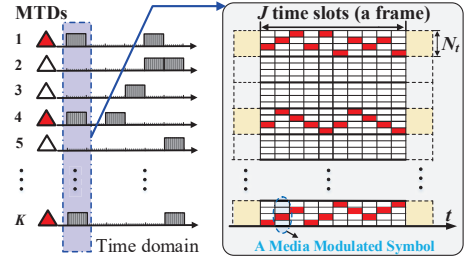 MTDs
1
2
3
4
5
K
Time domain
J time slots (a frame)
N_t
t
A Media Modulated Symbol